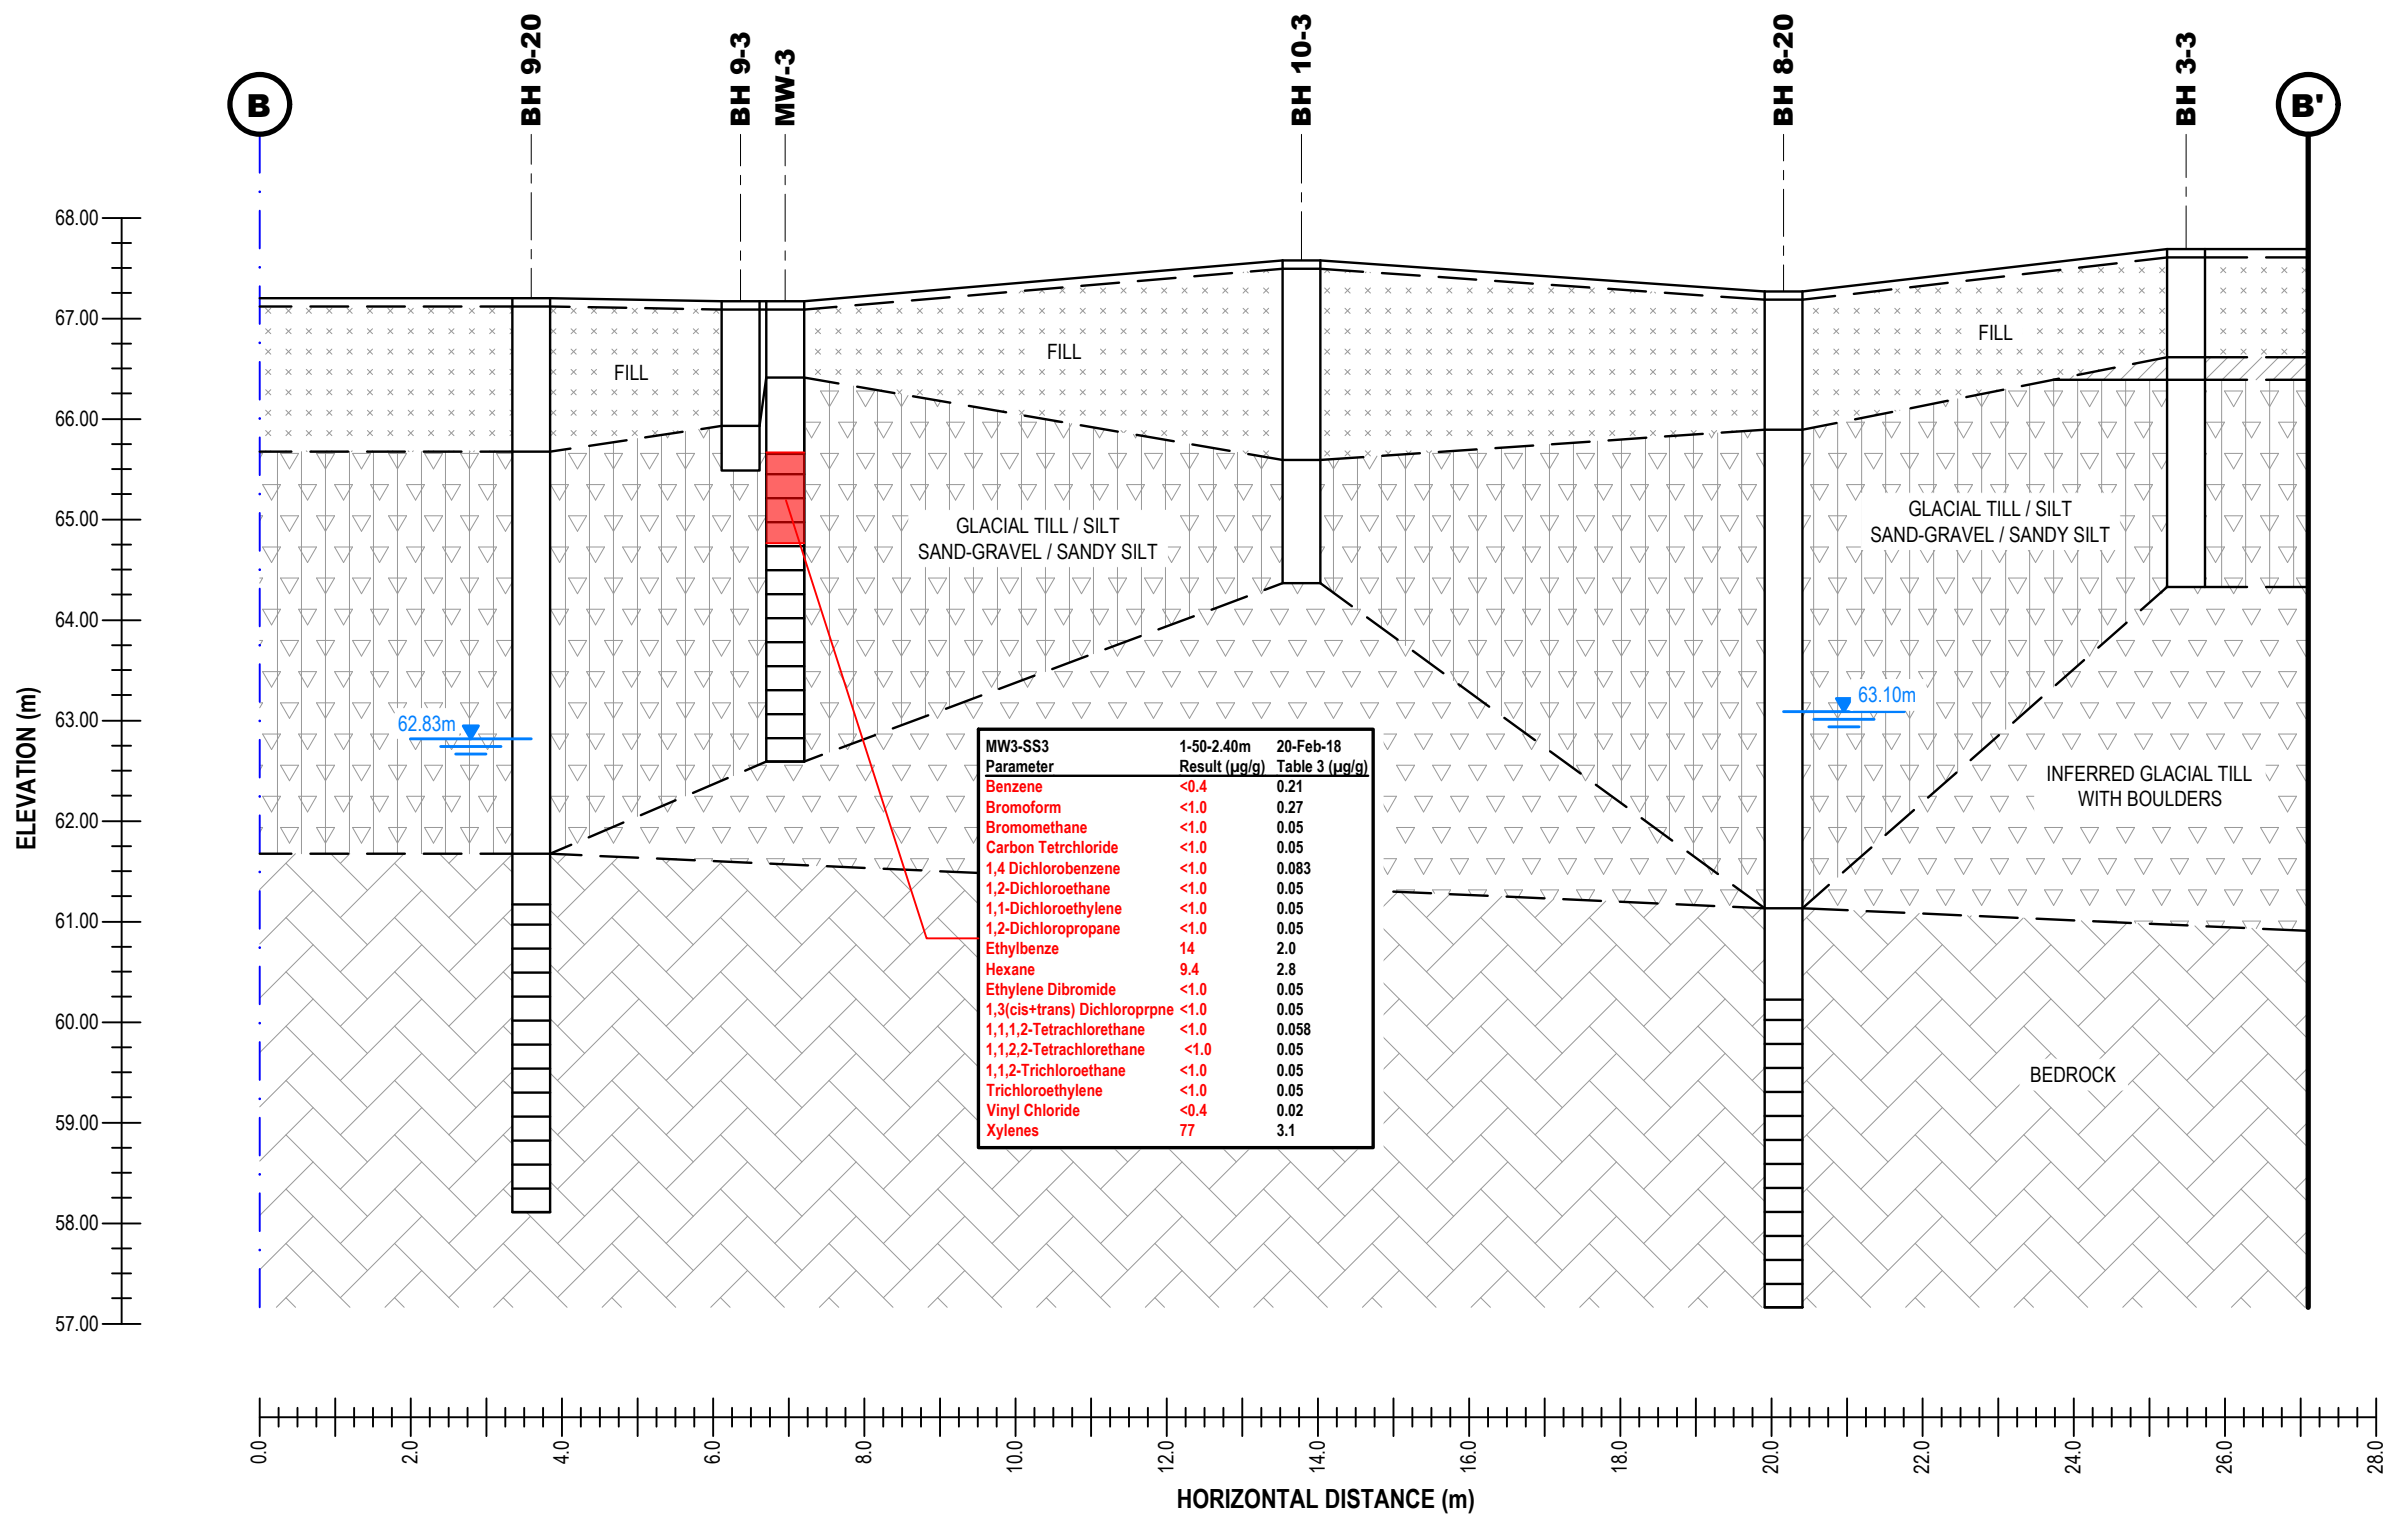 BH 9-20
BH 9-3
MW-3
BH 10-3
BH 8-20
BH 3-3
B
B'
68.00
67.00
66.00
65.00
64.00
63.00
62.00
61.00
60.00
59.00
58.00
57.00
ELEVATION (m)
FILL
FILL
FILL
GLACIAL TILL / SILT
SAND-GRAVEL / SANDY SILT
GLACIAL TILL / SILT
SAND-GRAVEL / SANDY SILT
62.83m
63.10m
INFERRED GLACIAL TILL
WITH BOULDERS
BEDROCK
MW3-SS3 1-50-2.40m 20-Feb-18
Parameter Result (µg/g) Table 3 (µg/g)
Benzene <0.4 0.21
Bromoform <1.0 0.27
Bromomethane <1.0 0.05
Carbon Tetrchloride <1.0 0.05
1,4 Dichlorobenzene <1.0 0.083
1,2-Dichloroethane <1.0 0.05
1,1-Dichloroethylene <1.0 0.05
1,2-Dichloropropane <1.0 0.05
Ethylbenze 14 2.0
Hexane 9.4 2.8
Ethylene Dibromide <1.0 0.05
1,3(cis+trans) Dichloroprpne <1.0 0.05
1,1,1,2-Tetrachlorethane <1.0 0.058
1,1,2,2-Tetrachlorethane <1.0 0.05
1,1,2-Trichloroethane <1.0 0.05
Trichloroethylene <1.0 0.05
Vinyl Chloride <0.4 0.02
Xylenes 77 3.1
0.0
2.0
4.0
6.0
8.0
10.0
12.0
14.0
16.0
18.0
20.0
22.0
24.0
26.0
28.0
HORIZONTAL DISTANCE (m)